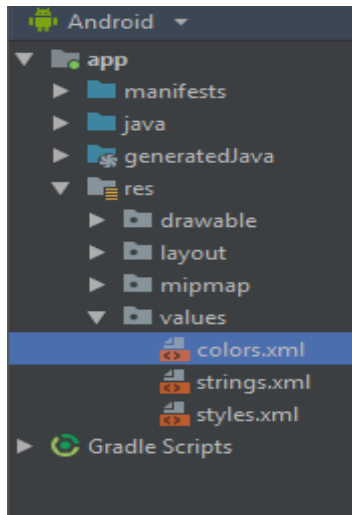 Android
app
manifests
java
generatedJava
res
drawable
layout
mipmap
values
colors.xml
strings.xml
styles.xml
Gradle Scripts